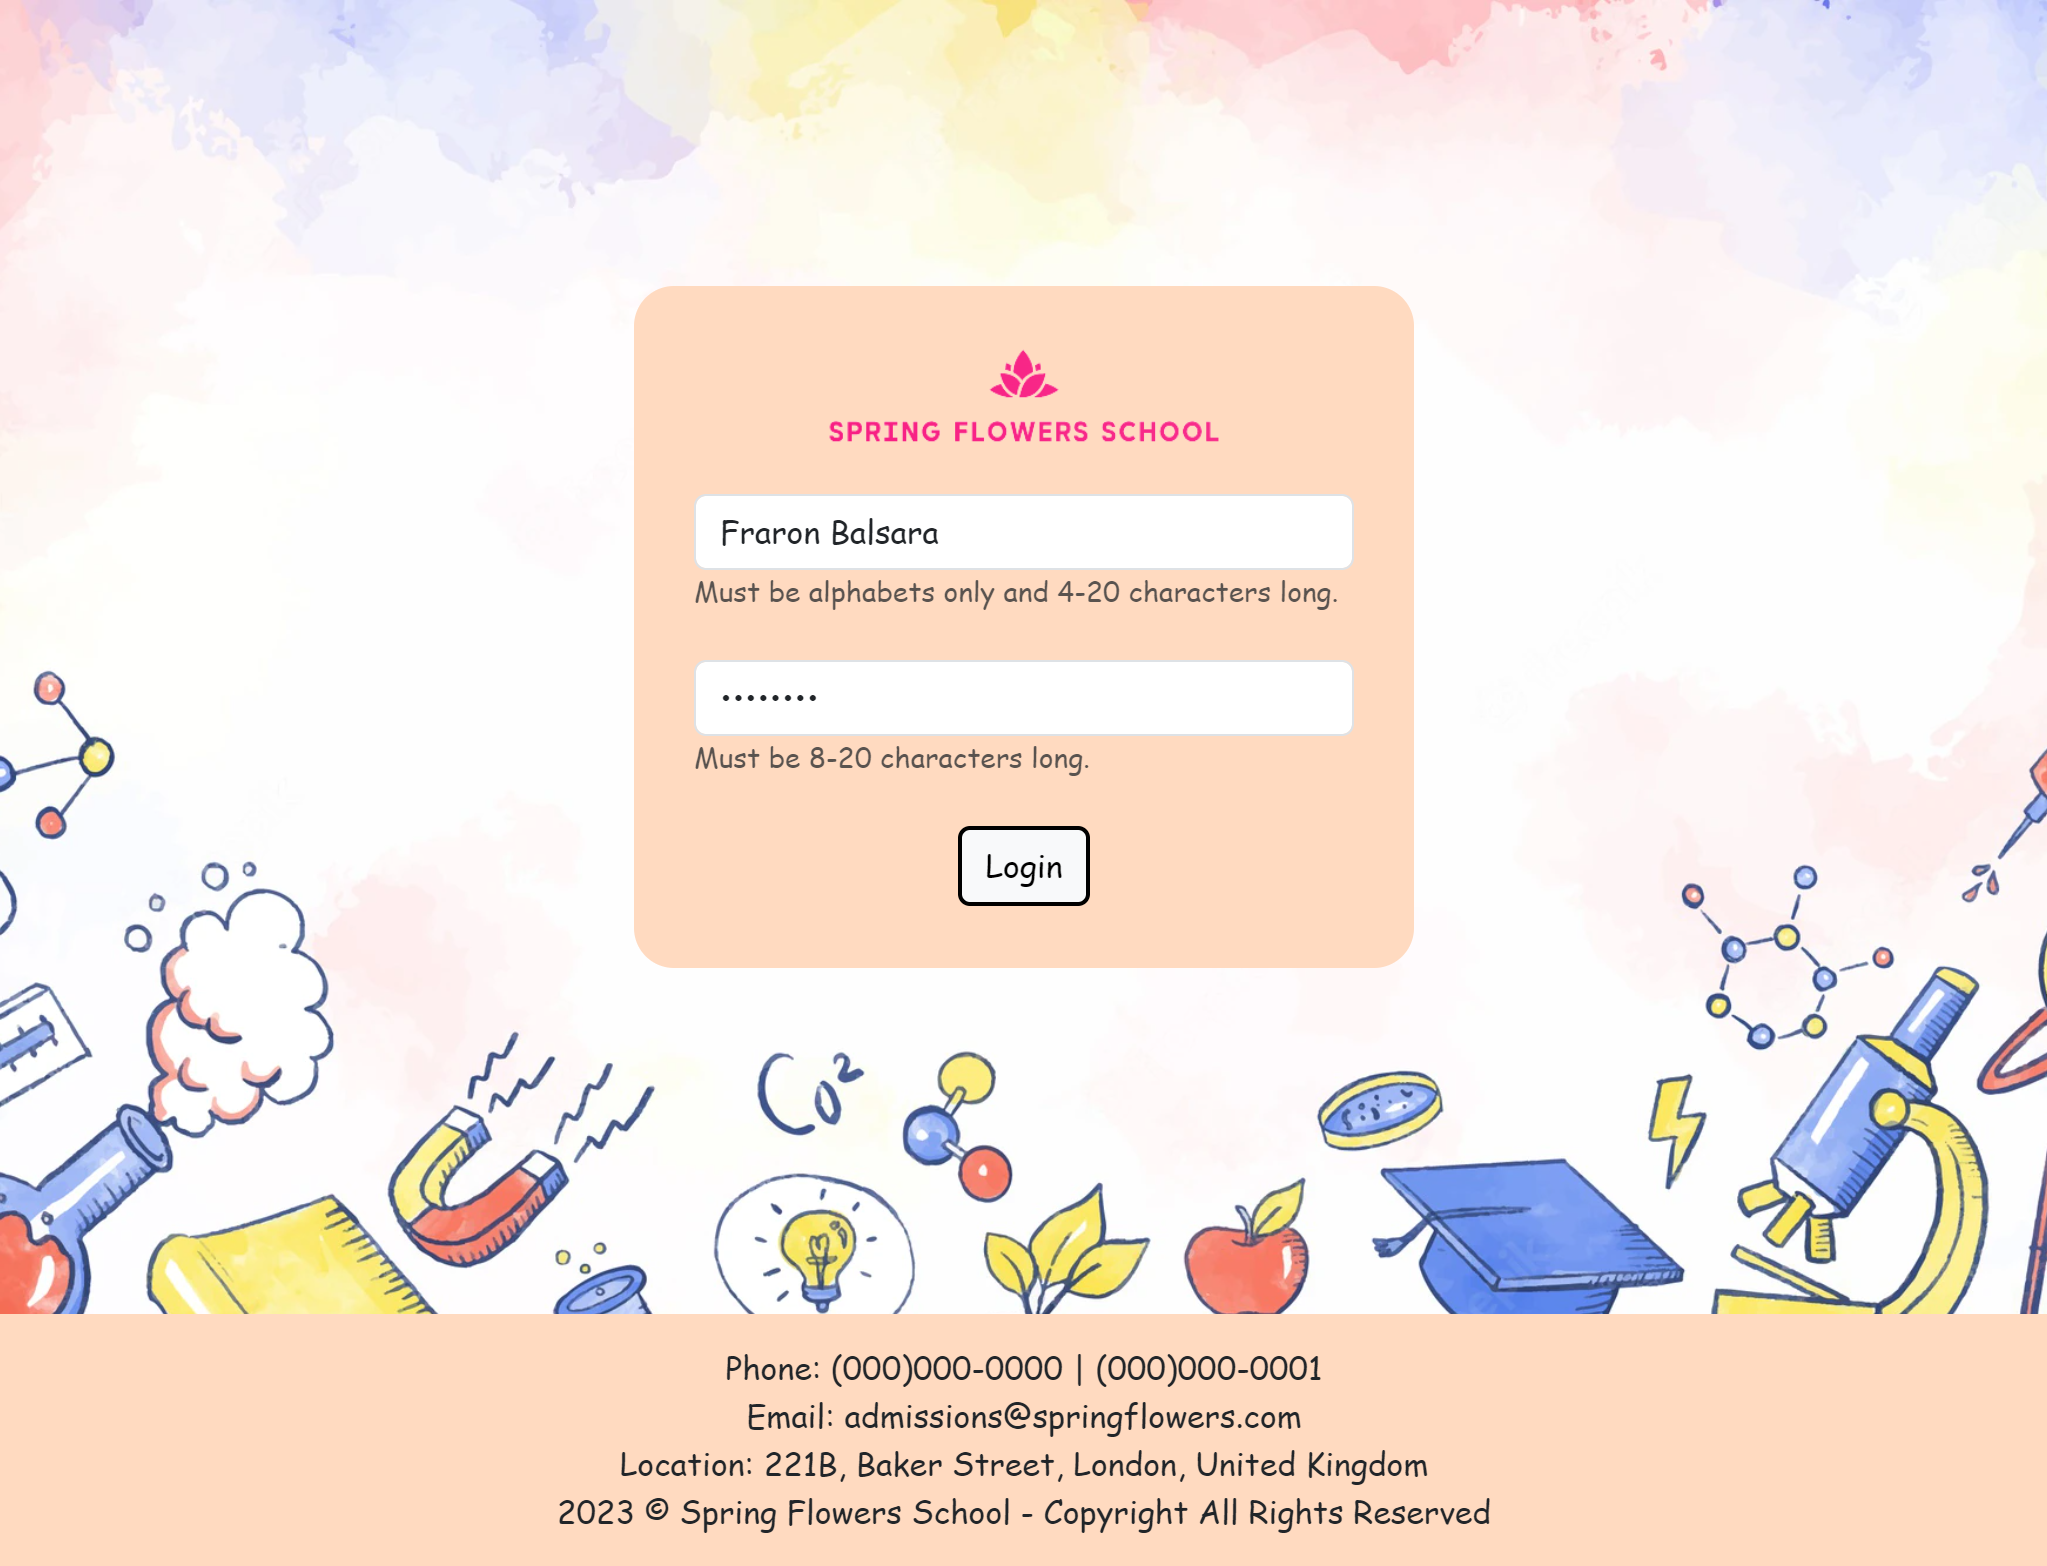 SPRING FLOWERS SCHOOL
Fraron Balsara
Must be alphabets only and 4-20 characters long.
••••••••
Must be 8-20 characters long.
Login
Co²
Phone: (000)000-0000 | (000)000-0001
Email: admissions@springflowers.com
Location: 221B, Baker Street, London, United Kingdom
2023 © Spring Flowers School - Copyright All Rights Reserved